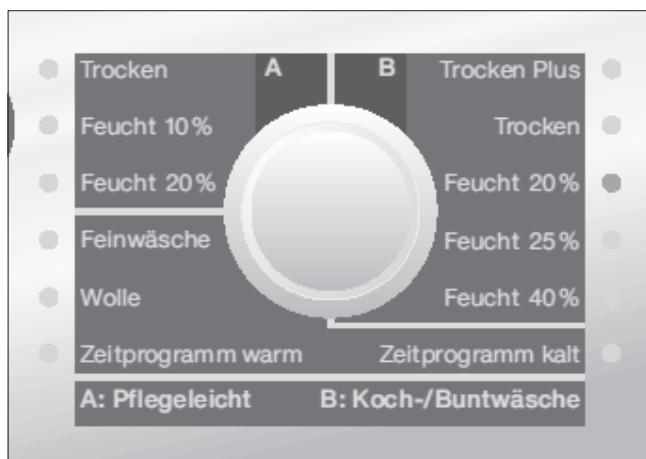 Trocken A B Trocken Plus
Feucht 10% Trocken
Feucht 20% Feucht 20%
Feinwäsche Feucht 25%
Wolle Feucht 40%
Zeitprogramm warm Zeitprogramm kalt
A: Pflegeleicht B: Koch-/Buntwäsche